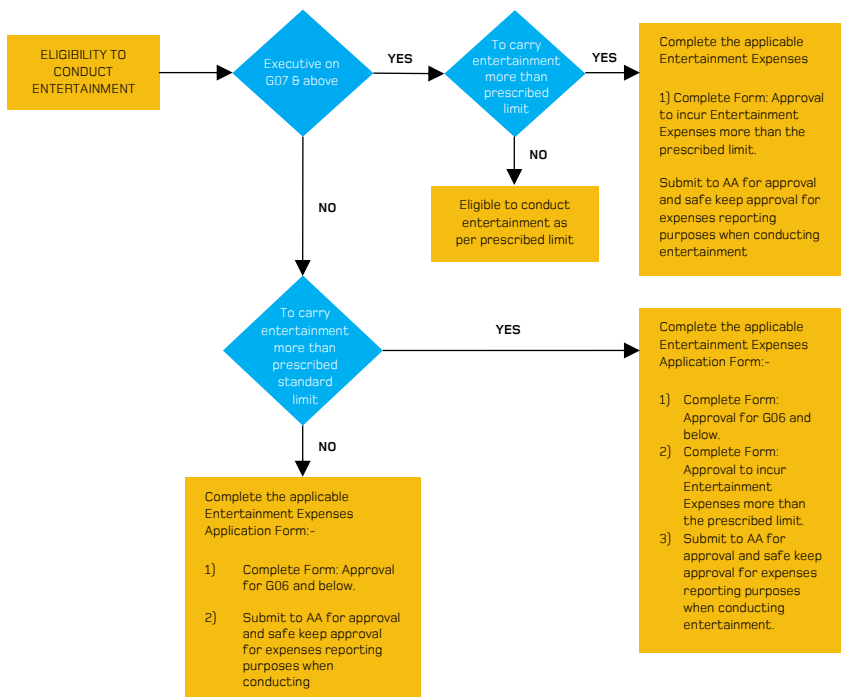 ELIGIBILITY TO
CONDUCT
ENTERTAINMENT
Executive on
G07 & above
YES
To carry
entertainment
more than
prescribed
limit
YES
Complete the applicable
Entertainment Expenses
1) Complete Form: Approval
to incur Entertainment
Expenses more than the
prescribed limit.
Submit to AA for approval
and safe keep approval for
expenses reporting
purposes when conducting
entertainment
NO
Eligible to conduct
entertainment as
per prescribed limit
NO
To carry
entertainment
more than
prescribed
standard
limit
YES
Complete the applicable
Entertainment Expenses
Application Form:-
1) Complete Form:
Approval for G06 and
below.
2) Complete Form:
Approval to incur
Entertainment
Expenses more than
the prescribed limit.
3) Submit to AA for
approval and safe keep
approval for expenses
reporting purposes
when conducting
entertainment.
NO
Complete the applicable
Entertainment Expenses
Application Form:-
1) Complete Form: Approval
for G06 and below.
2) Submit to AA for approval
and safe keep approval
for expenses reporting
purposes when
conducting